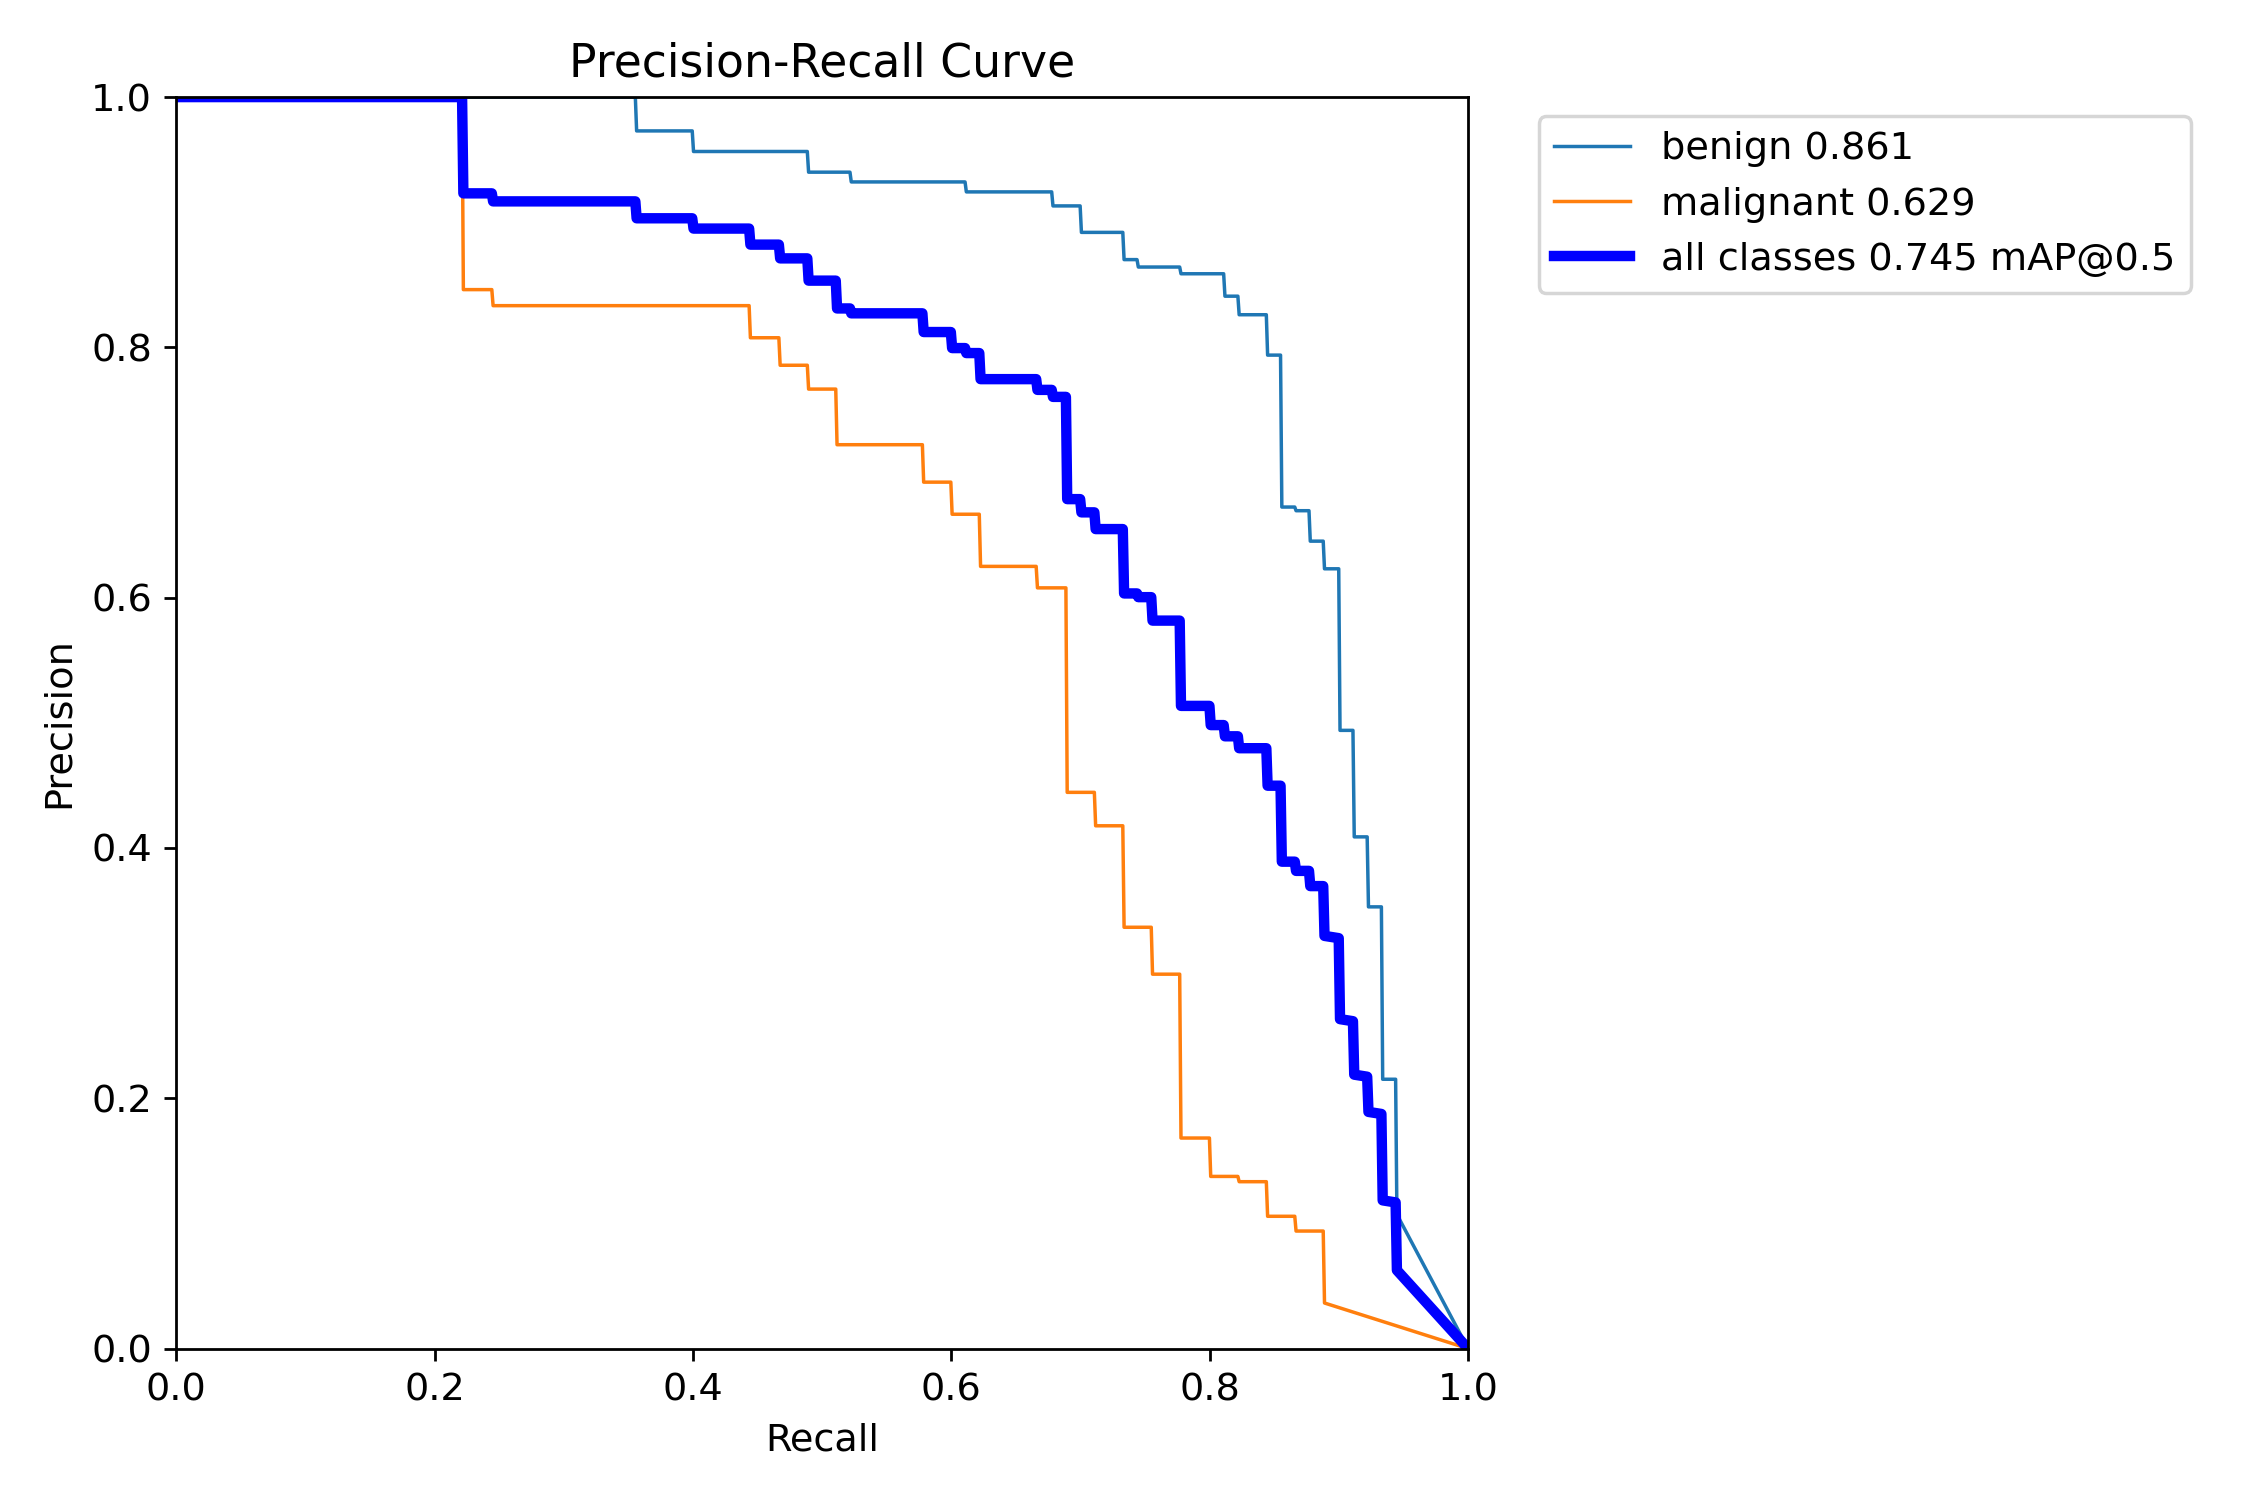 Precision-Recall Curve
benign 0.861
malignant 0.629
all classes 0.745 mAP@0.5
1.0
0.8
0.6
0.4
0.2
0.0
Precision
0.0 0.2 0.4 0.6 0.8 1.0
Recall